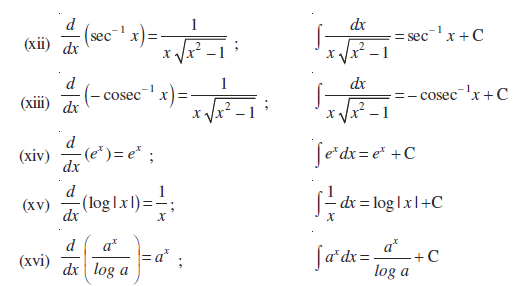 (xii) d/dx (sec⁻¹ x) = 1/(x√(x² – 1)) ; ∫ dx/(x√(x² – 1)) = sec⁻¹ x + C
(xiii) d/dx (– cosec⁻¹ x) = 1/(x√(x² – 1)) ; ∫ dx/(x√(x² – 1)) = – cosec⁻¹ x + C
(xiv) d/dx (eˣ) = eˣ ; ∫ eˣ dx = eˣ + C
(xv) d/dx (log | x |) = 1/x ; ∫ 1/x dx = log | x | + C
(xvi) d/dx (aˣ/log a) = aˣ ; ∫ aˣ dx = aˣ/log a + C